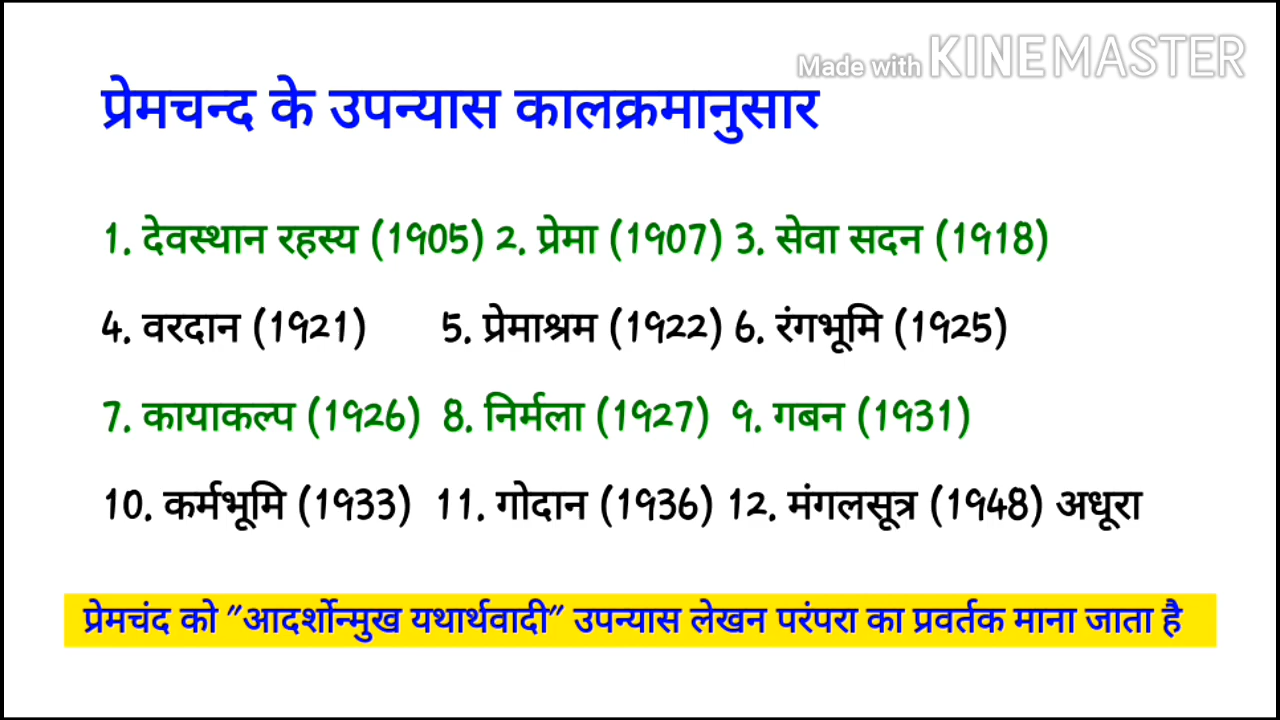 Made with KINEMASTER
प्रेमचन्द के उपन्यास कालक्रमानुसार
1. देवस्थान रहस्य (1905) 2. प्रेमा (1907) 3. सेवा सदन (1918)
4. वरदान (1921) 5. प्रेमाश्रम (1922) 6. रंगभूमि (1925)
7. कायाकल्प (1926) 8. निर्मला (1927) 9. गबन (1931)
10. कर्मभूमि (1933) 11. गोदान (1936) 12. मंगलसूत्र (1948) अधूरा
प्रेमचंद को "आदर्शोन्मुख यथार्थवादी" उपन्यास लेखन परंपरा का प्रवर्तक माना जाता है